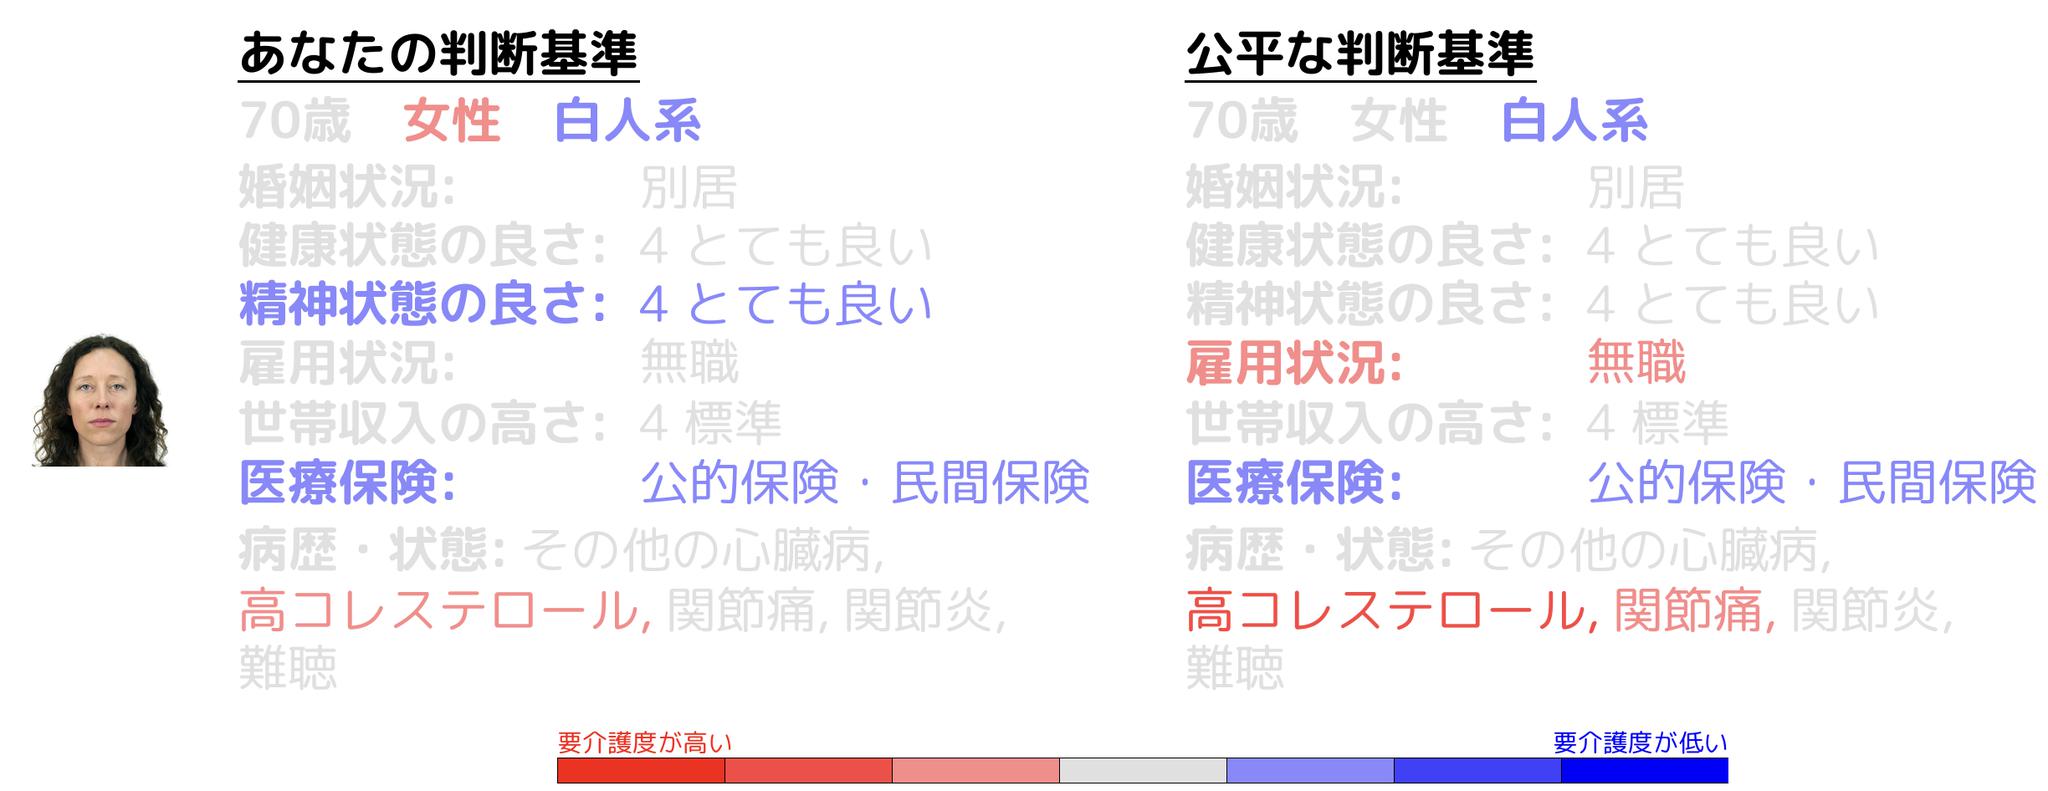 あなたの判断基準
70歳 女性 白人系
婚姻状況: 別居
健康状態の良さ: 4 とても良い
精神状態の良さ: 4 とても良い
雇用状況: 無職
世帯収入の高さ: 4 標準
医療保険: 公的保険・民間保険
病歴・状態: その他の心臓病,
高コレステロール, 関節痛, 関節炎,
難聴
公平な判断基準
70歳 女性 白人系
婚姻状況: 別居
健康状態の良さ: 4 とても良い
精神状態の良さ: 4 とても良い
雇用状況: 無職
世帯収入の高さ: 4 標準
医療保険: 公的保険・民間保険
病歴・状態: その他の心臓病,
高コレステロール, 関節痛, 関節炎,
難聴
要介護度が高い
要介護度が低い